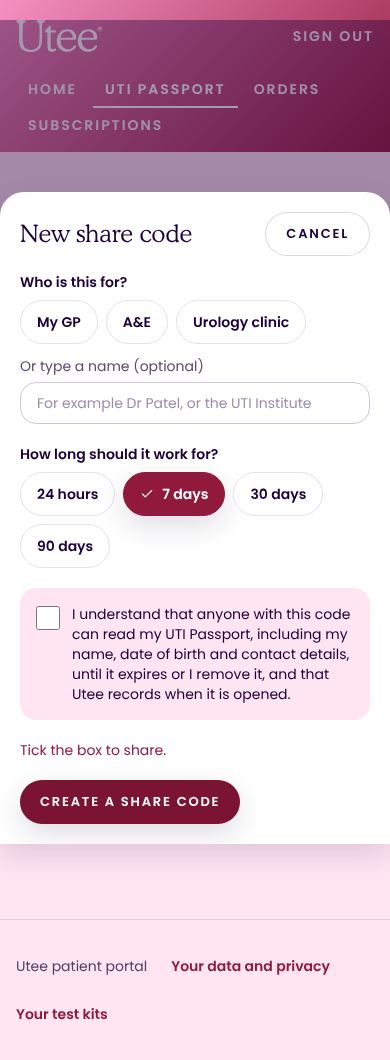 Utee®
SIGN OUT
HOME UTI PASSPORT ORDERS
SUBSCRIPTIONS
New share code
CANCEL
Who is this for?
My GP A&E Urology clinic
Or type a name (optional)
For example Dr Patel, or the UTI Institute
How long should it work for?
24 hours 7 days 30 days
90 days
I understand that anyone with this code
can read my UTI Passport, including my
name, date of birth and contact details,
until it expires or I remove it, and that
Utee records when it is opened.
Tick the box to share.
CREATE A SHARE CODE
Utee patient portal Your data and privacy
Your test kits